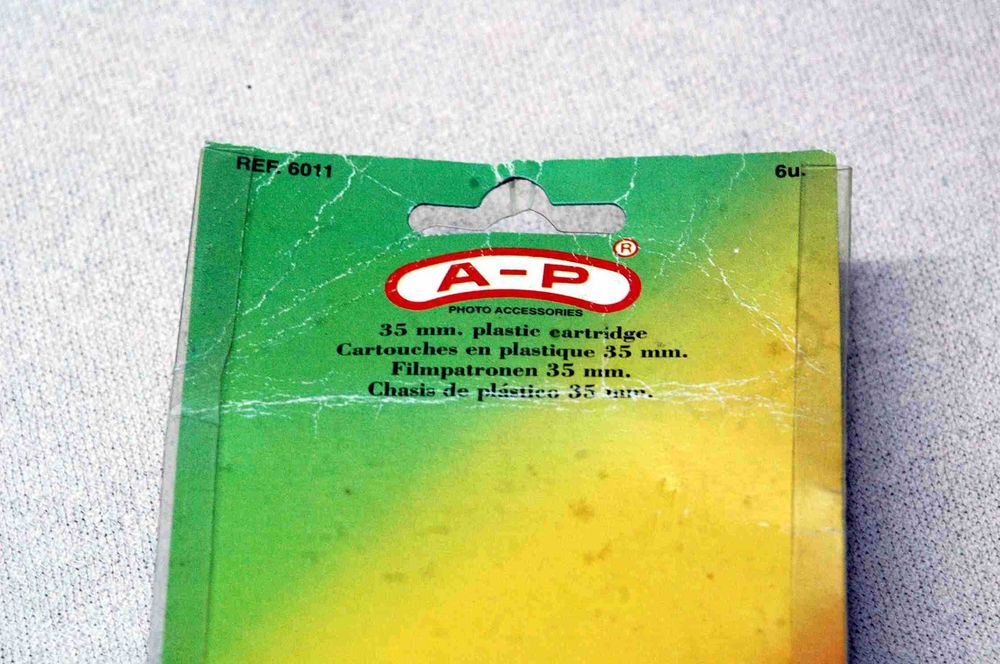 REF. 6011
6u.
A-P ®
PHOTO ACCESSORIES
35 mm. plastic cartridge
Cartouches en plastique 35 mm.
Filmpatronen 35 mm.
Chasis de plástico 35 mm.